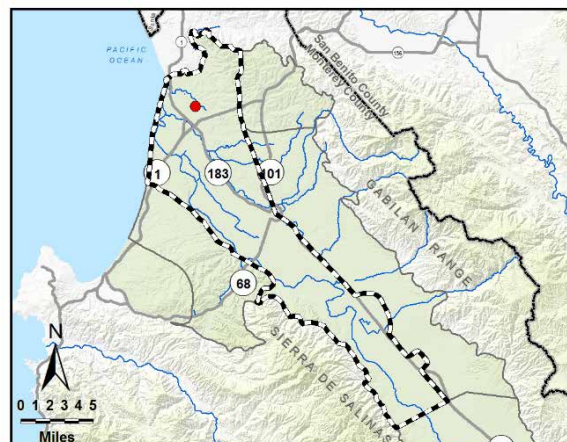 PACIFIC
OCEAN
1
156
San Benito County
Monterey County
1
183
101
GABILAN RANGE
68
SIERRA DE SALINAS
N
0 1 2 3 4 5
Miles